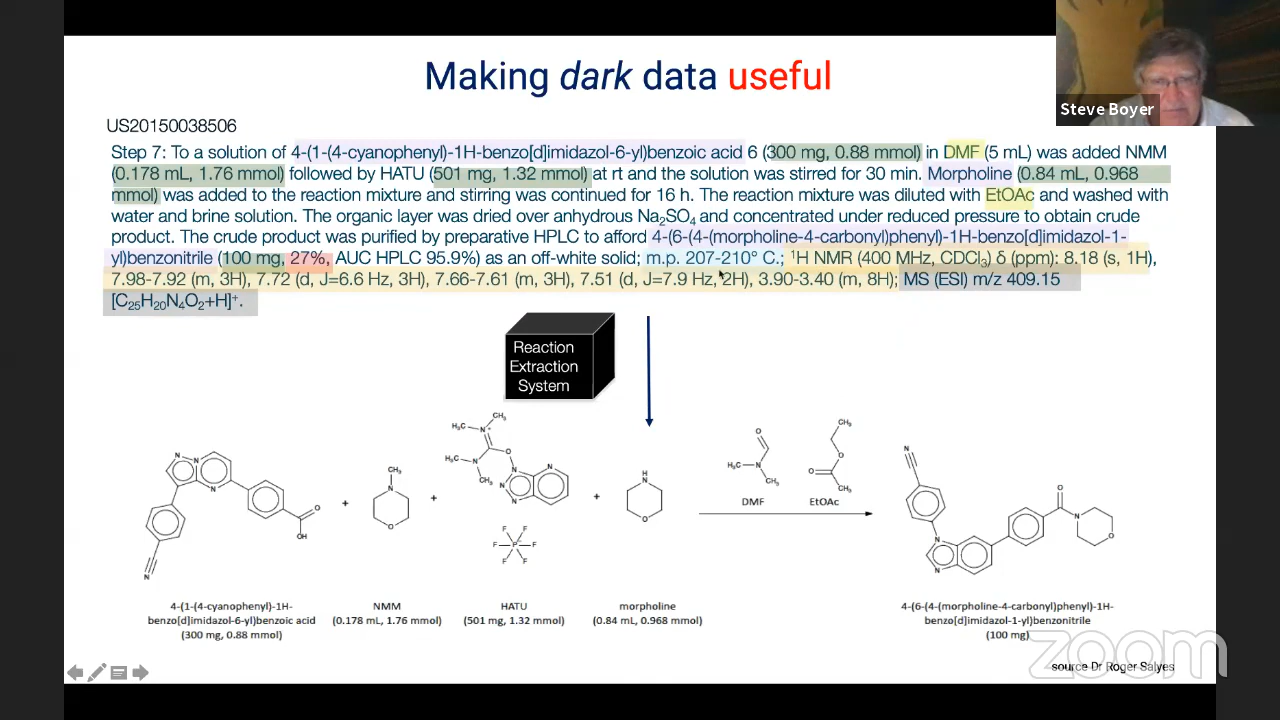 Making dark data useful
Steve Boyer
US20150038506
Step 7: To a solution of 4-(1-(4-cyanophenyl)-1H-benzo[d]imidazol-6-yl)benzoic acid 6 (300 mg, 0.88 mmol) in DMF (5 mL) was added NMM
(0.178 mL, 1.76 mmol) followed by HATU (501 mg, 1.32 mmol) at rt and the solution was stirred for 30 min. Morpholine (0.84 mL, 0.968
mmol) was added to the reaction mixture and stirring was continued for 16 h. The reaction mixture was diluted with EtOAc and washed with
water and brine solution. The organic layer was dried over anhydrous Na₂SO₄ and concentrated under reduced pressure to obtain crude
product. The crude product was purified by preparative HPLC to afford 4-(6-(4-(morpholine-4-carbonyl)phenyl)-1H-benzo[d]imidazol-1-
yl)benzonitrile (100 mg, 27%, AUC HPLC 95.9%) as an off-white solid; m.p. 207-210° C.; ¹H NMR (400 MHz, CDCl₃) δ (ppm): 8.18 (s, 1H),
7.98-7.92 (m, 3H), 7.72 (d, J=6.6 Hz, 3H), 7.66-7.61 (m, 3H), 7.51 (d, J=7.9 Hz, 2H), 3.90-3.40 (m, 8H); MS (ESI) m/z 409.15
[C₂₅H₂₀N₄O₂+H]⁺.
Reaction
Extraction
System
+ + +
DMF EtOAc
4-(1-(4-cyanophenyl)-1H-
benzo[d]imidazol-6-yl)benzoic acid
(300 mg, 0.88 mmol)
NMM
(0.178 mL, 1.76 mmol)
HATU
(501 mg, 1.32 mmol)
morpholine
(0.84 mL, 0.968 mmol)
4-(6-(4-(morpholine-4-carbonyl)phenyl)-1H-
benzo[d]imidazol-1-yl)benzonitrile
(100 mg)
source Dr Roger Salyes
zoom